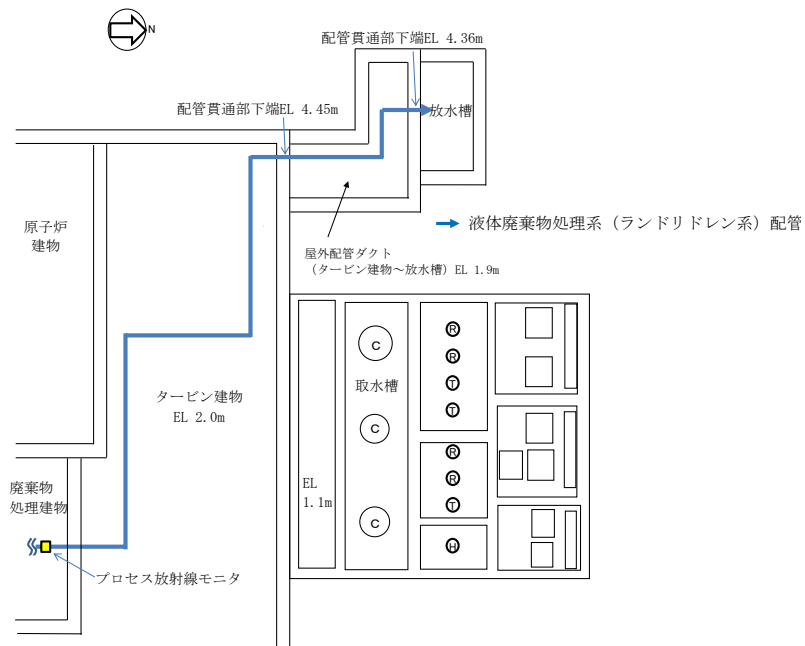 N
配管貫通部下端EL 4.36m
配管貫通部下端EL 4.45m
放水槽
原子炉
建物
液体廃棄物処理系（ランドリドレン系）配管
屋外配管ダクト
（タービン建物～放水槽）EL 1.9m
タービン建物
EL 2.0m
取水槽
C
C
C
R
R
T
T
R
R
T
H
EL
1.1m
廃棄物
処理建物
プロセス放射線モニタ